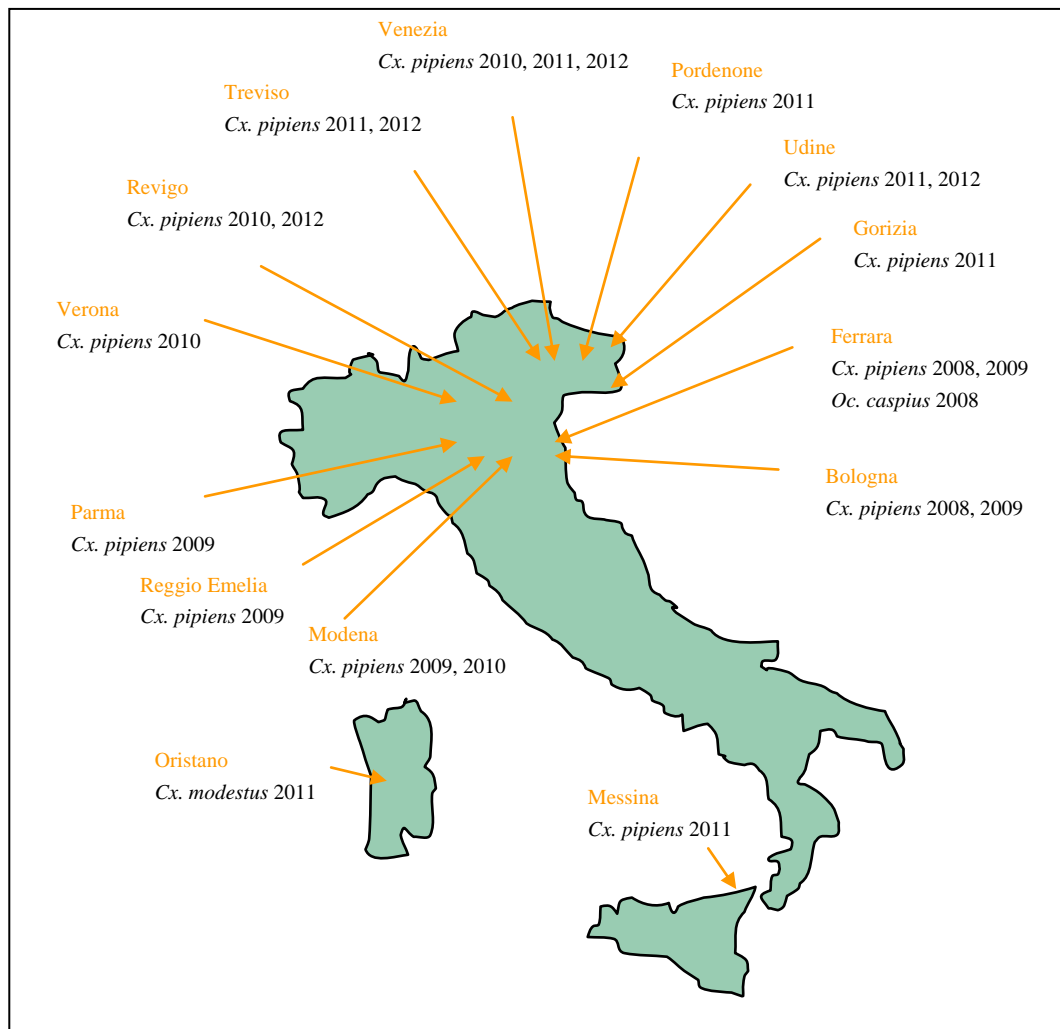 Venezia
Cx. pipiens 2010, 2011, 2012
Pordenone
Cx. pipiens 2011
Treviso
Cx. pipiens 2011, 2012
Udine
Cx. pipiens 2011, 2012
Revigo
Cx. pipiens 2010, 2012
Gorizia
Cx. pipiens 2011
Verona
Cx. pipiens 2010
Ferrara
Cx. pipiens 2008, 2009
Oc. caspius 2008
Bologna
Cx. pipiens 2008, 2009
Parma
Cx. pipiens 2009
Reggio Emelia
Cx. pipiens 2009
Modena
Cx. pipiens 2009, 2010
Oristano
Cx. modestus 2011
Messina
Cx. pipiens 2011